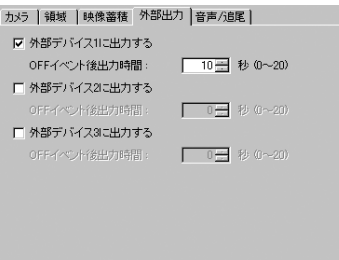 カメラ 領域 映像蓄積 外部出力 音声/追尾
外部デバイス1に出力する
OFFイベント後出力時間： 10 秒 (0～20)
外部デバイス2に出力する
OFFイベント後出力時間： 0 秒 (0～20)
外部デバイス3に出力する
OFFイベント後出力時間： 0 秒 (0～20)